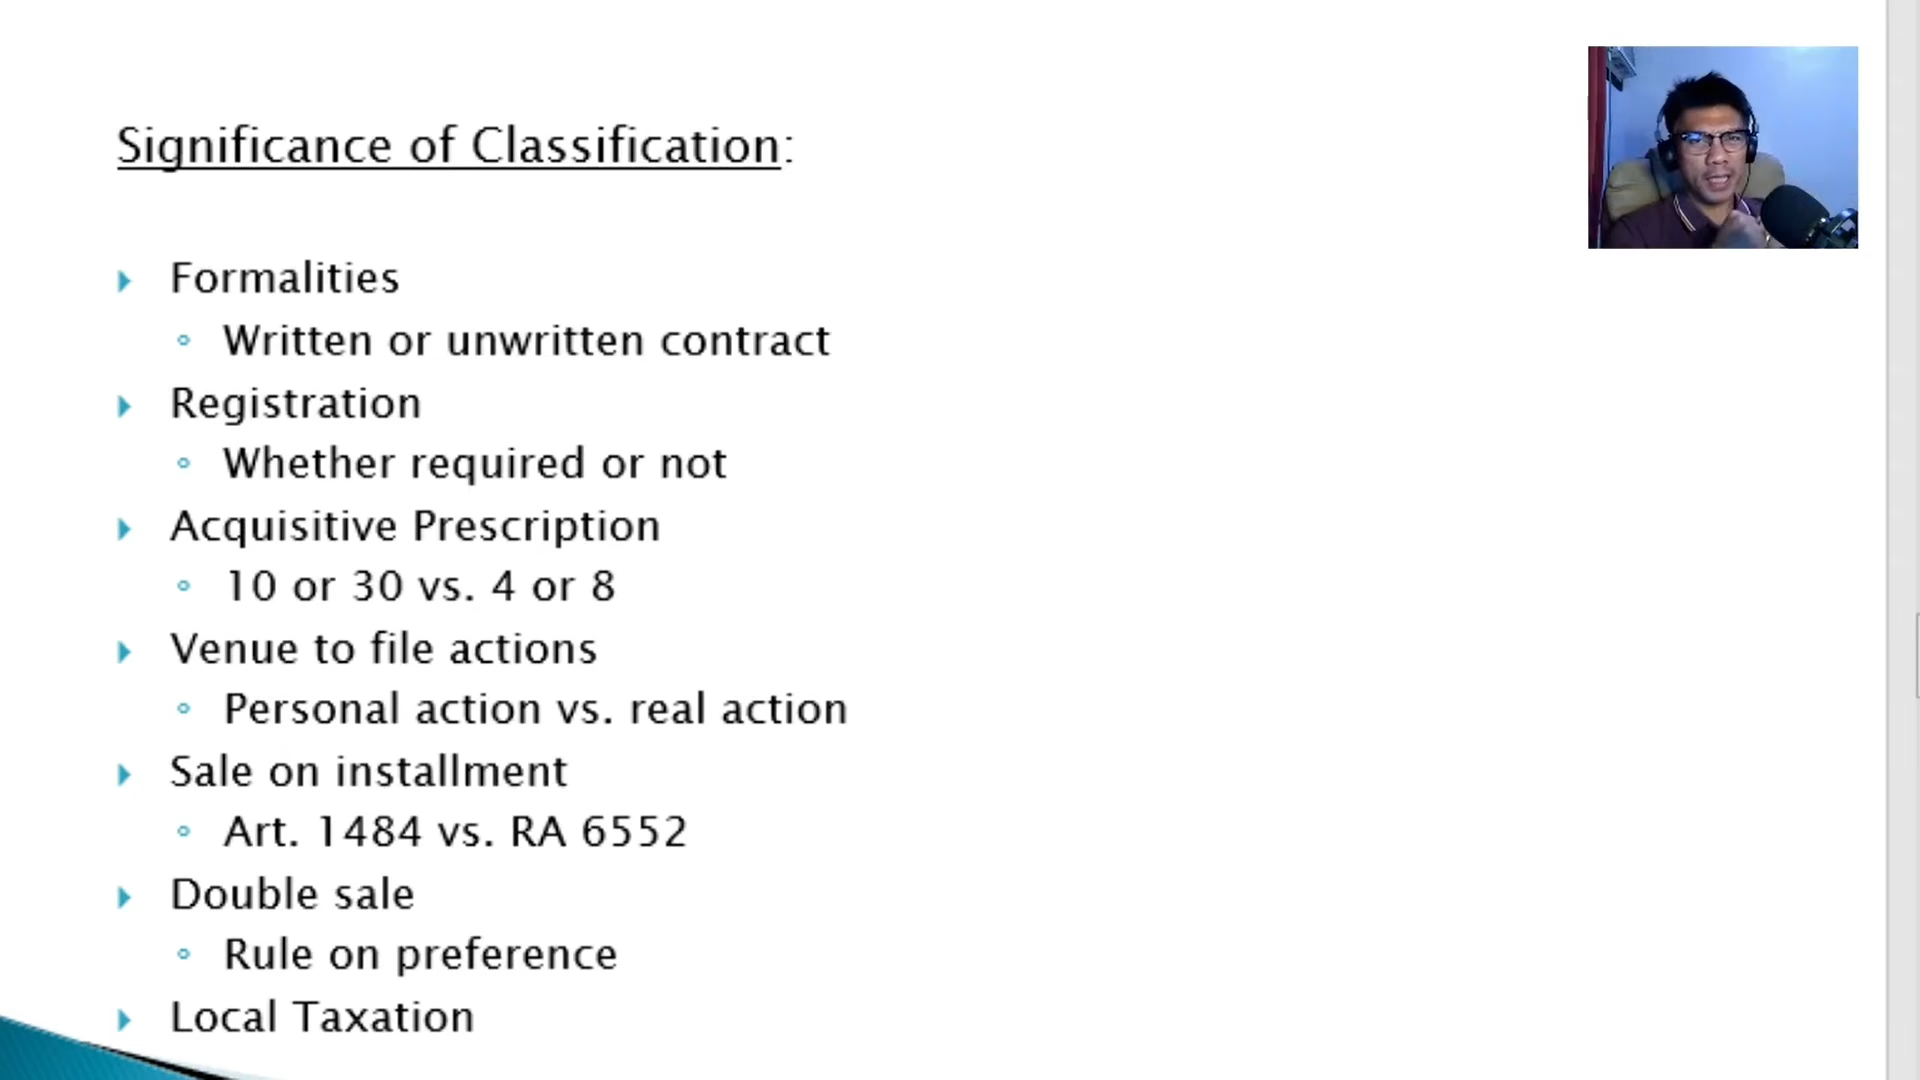 Significance of Classification:
Formalities
Written or unwritten contract
Registration
Whether required or not
Acquisitive Prescription
10 or 30 vs. 4 or 8
Venue to file actions
Personal action vs. real action
Sale on installment
Art. 1484 vs. RA 6552
Double sale
Rule on preference
Local Taxation